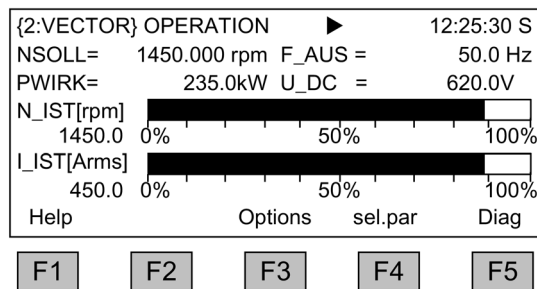 {2:VECTOR} OPERATION ▶ 12:25:30 S
NSOLL= 1450.000 rpm F_AUS = 50.0 Hz
PWIRK= 235.0kW U_DC = 620.0V
N_IST[rpm]
1450.0 0% 50% 100%
I_IST[Arms]
450.0 0% 50% 100%
Help Options sel.par Diag
F1 F2 F3 F4 F5